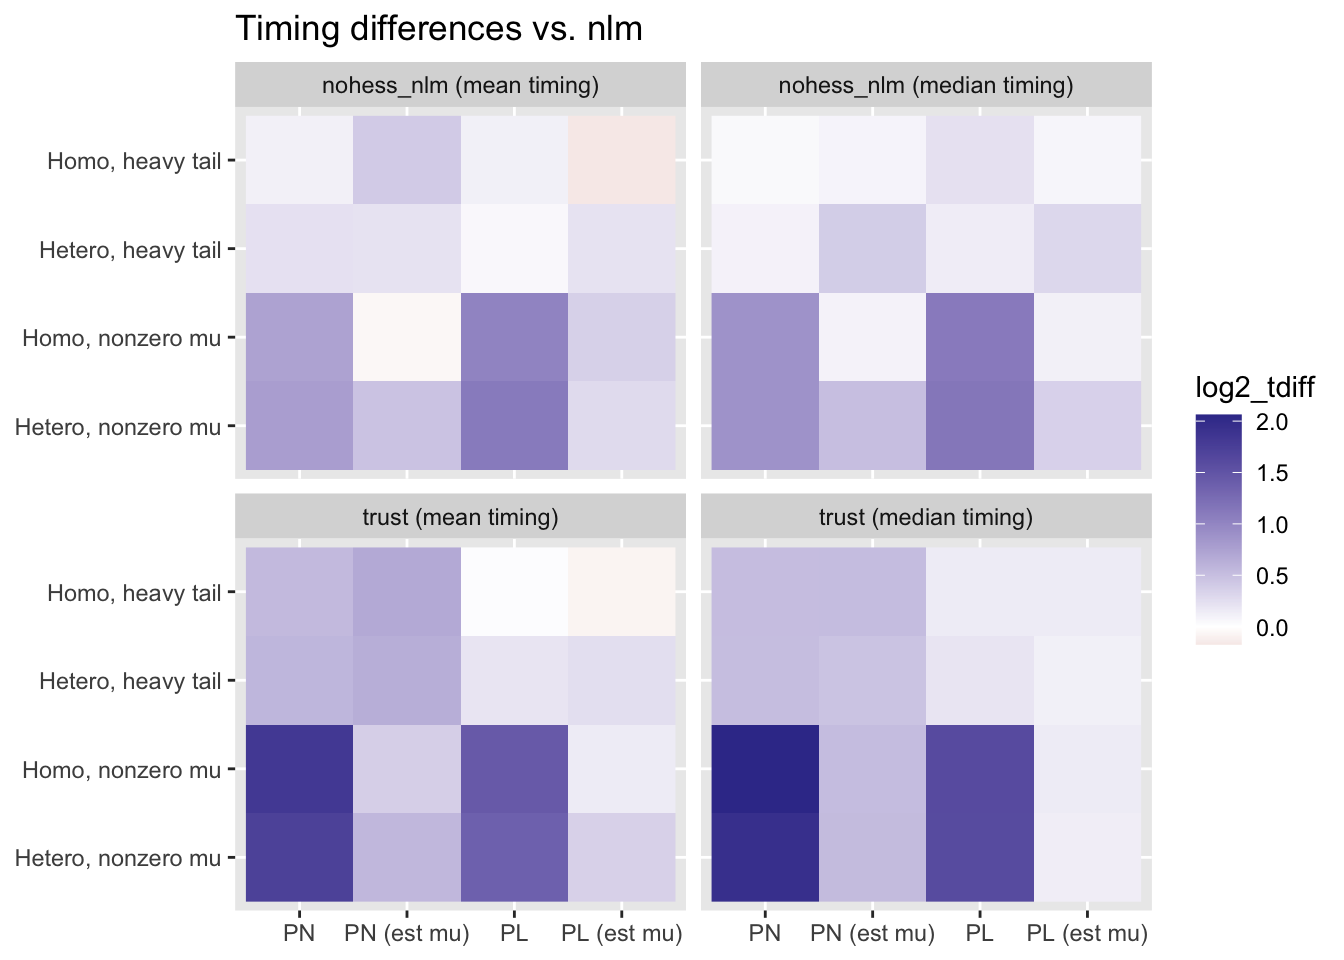 Timing differences vs. nlm
nohess_nlm (mean timing)
nohess_nlm (median timing)
Homo, heavy tail
Hetero, heavy tail
Homo, nonzero mu
Hetero, nonzero mu
trust (mean timing)
trust (median timing)
Homo, heavy tail
Hetero, heavy tail
Homo, nonzero mu
Hetero, nonzero mu
PN PN (est mu) PL PL (est mu)
PN PN (est mu) PL PL (est mu)
log2_tdiff
2.0
1.5
1.0
0.5
0.0